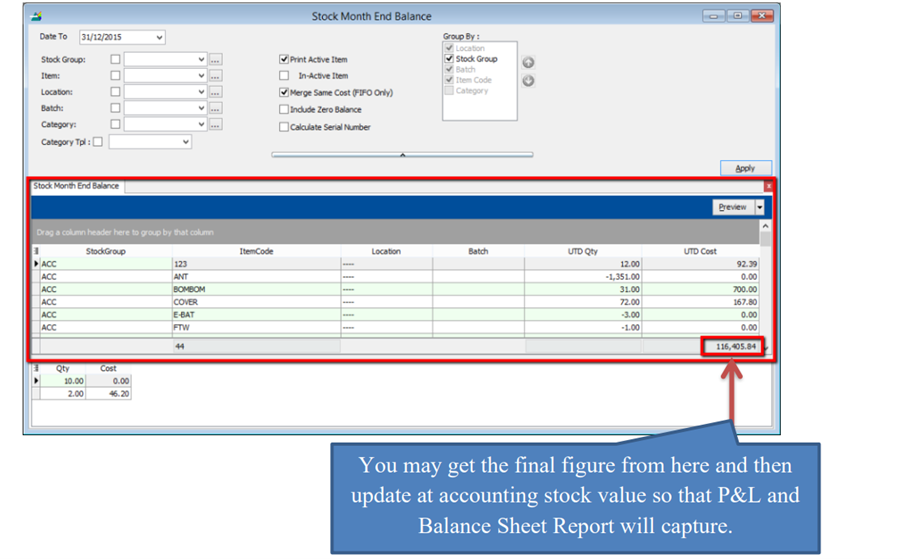 Stock Month End Balance
Date To 31/12/2015
Group By :
Location
Stock Group
Batch
Item Code
Category
Stock Group: ...
Item: ...
Location: ...
Batch: ...
Category: ...
Category Tpl :
Print Active Item
In-Active Item
Merge Same Cost (FIFO Only)
Include Zero Balance
Calculate Serial Number
Apply
Stock Month End Balance
Preview
Drag a column header here to group by that column
StockGroup ItemCode Location Batch UTD Qty UTD Cost
ACC 123 ---- 12.00 92.39
ACC ANT ---- -1,351.00 0.00
ACC BOMBOM ---- 31.00 700.00
ACC COVER ---- 72.00 167.80
ACC E-BAT ---- -3.00 0.00
ACC FTW ---- -1.00 0.00
44 116,405.84
Qty Cost
10.00 0.00
2.00 46.20
You may get the final figure from here and then
update at accounting stock value so that P&L and
Balance Sheet Report will capture.